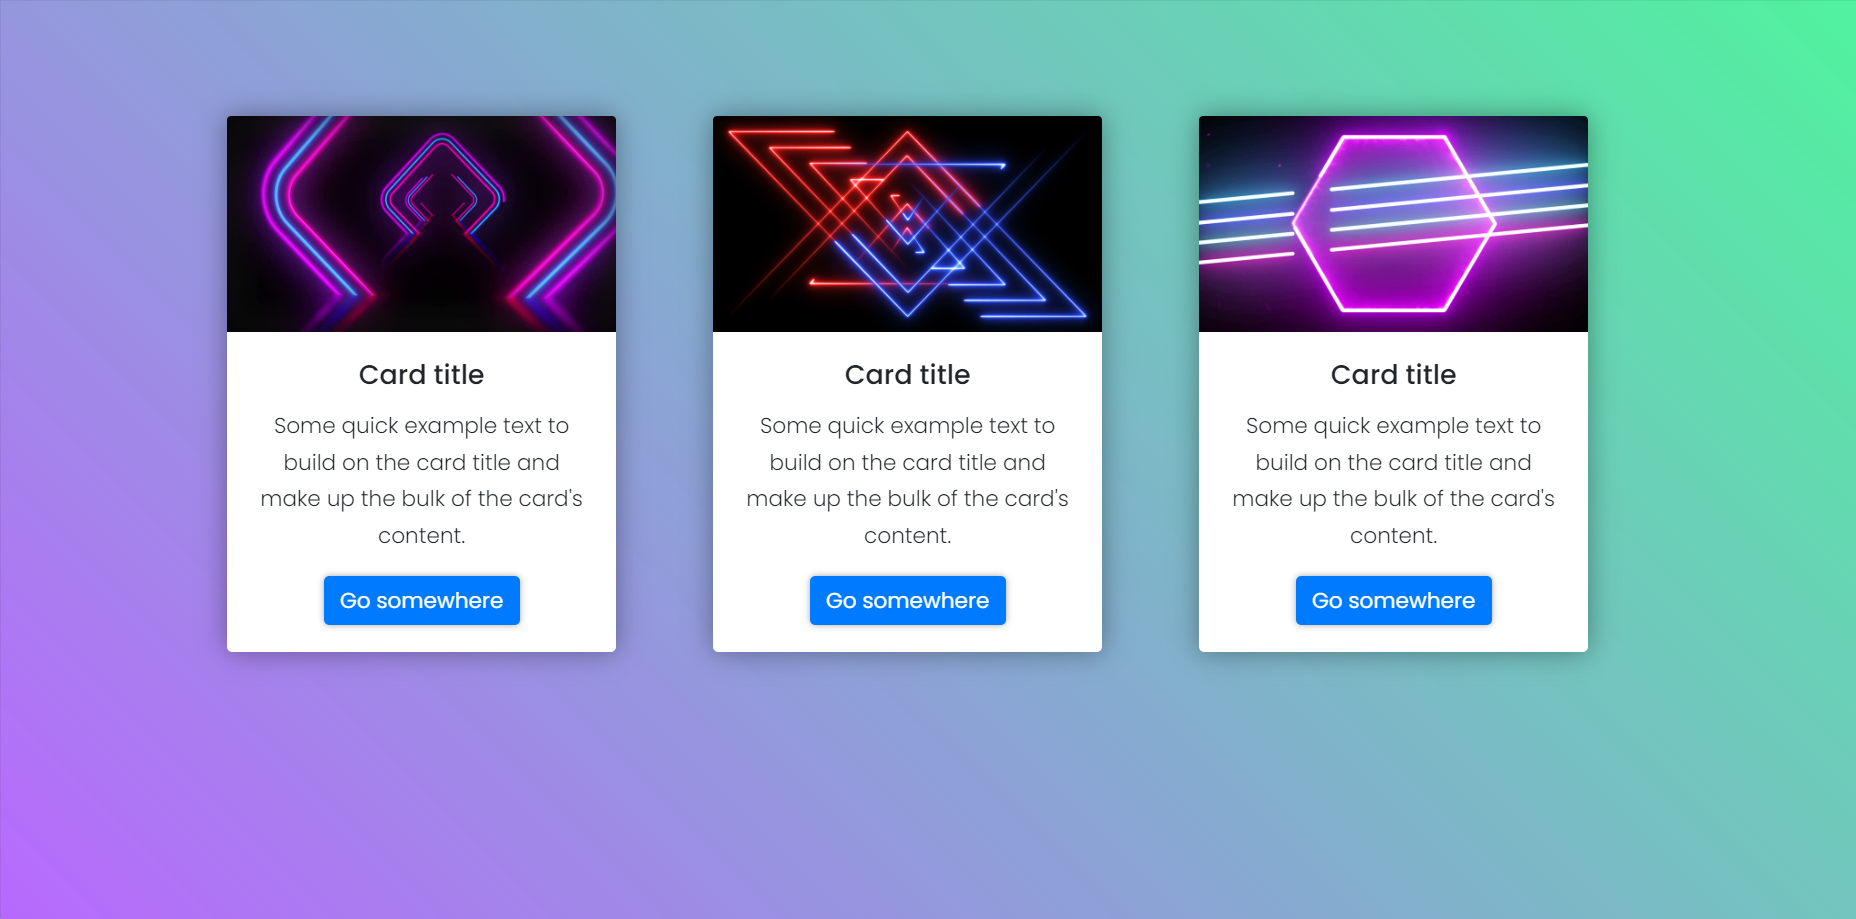 Card title
Some quick example text to
build on the card title and
make up the bulk of the card's
content.
Go somewhere
Card title
Some quick example text to
build on the card title and
make up the bulk of the card's
content.
Go somewhere
Card title
Some quick example text to
build on the card title and
make up the bulk of the card's
content.
Go somewhere